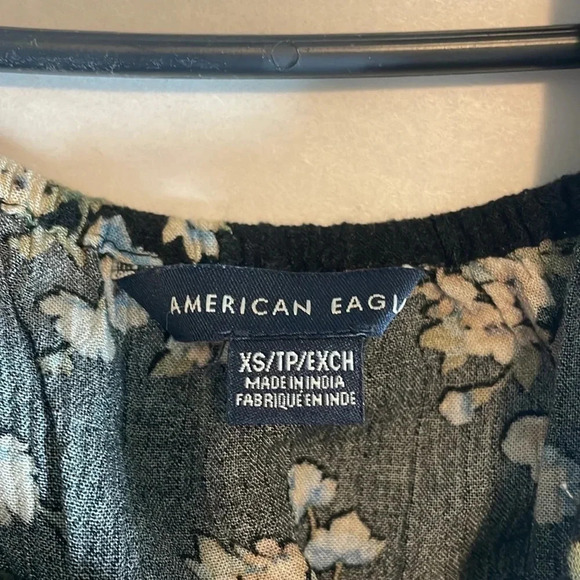 AMERICAN EAGL
XS/TP/EXCH
MADE IN INDIA
FABRIQUÉ EN INDE